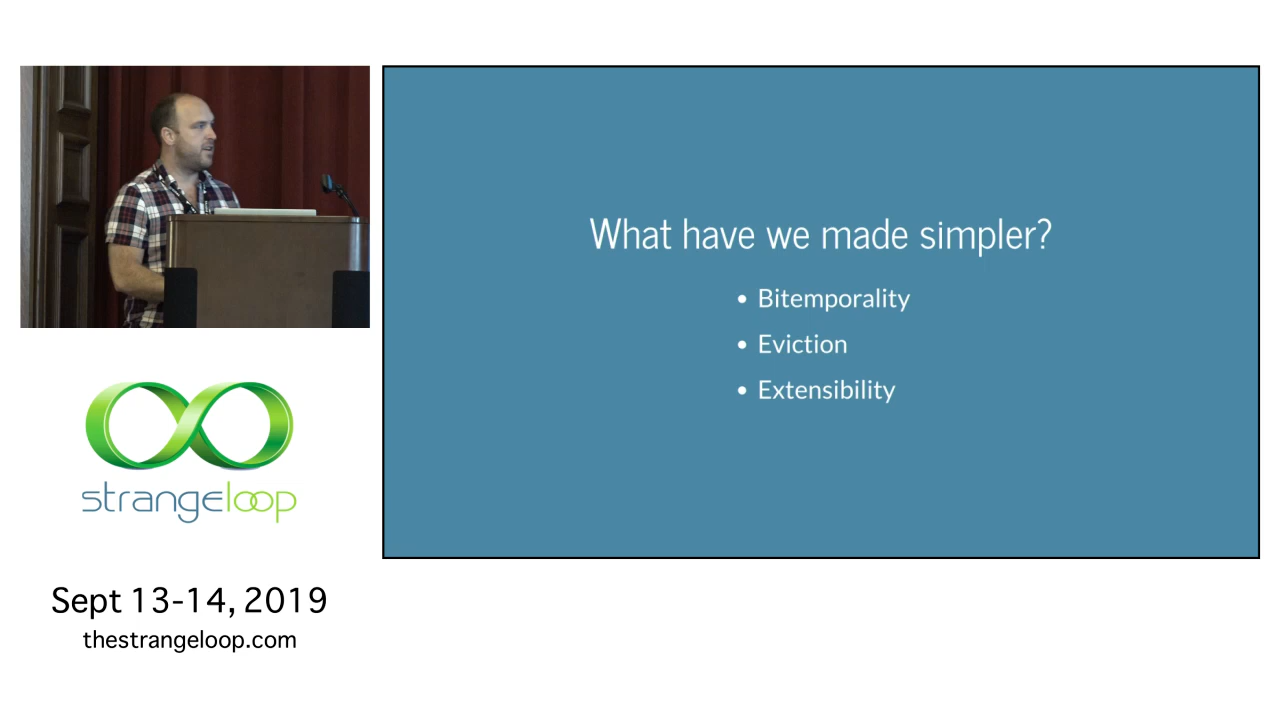 What have we made simpler?
• Bitemporality
• Eviction
• Extensibility
strangeloop
Sept 13-14, 2019
thestrangeloop.com